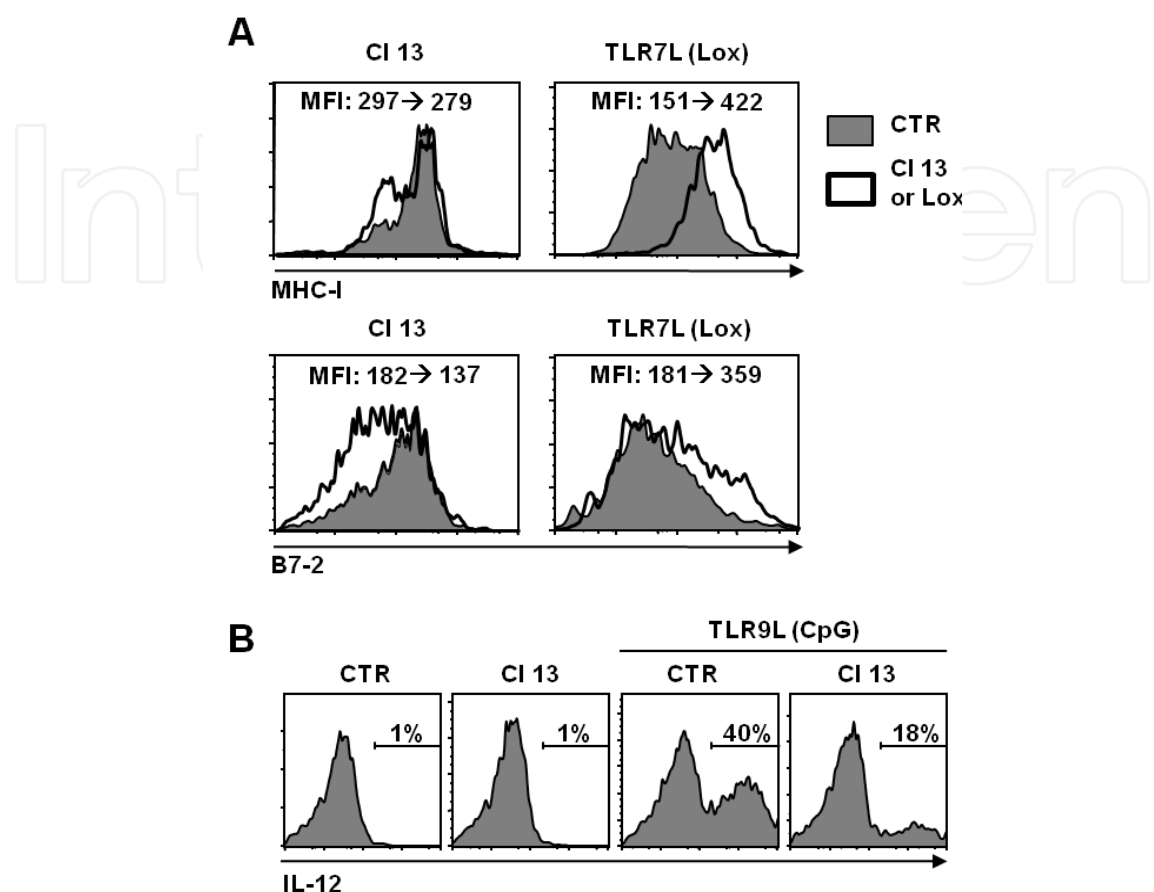 A
Cl 13
TLR7L (Lox)
MFI: 297→ 279
MFI: 151→ 422
CTR
Cl 13
or Lox
MHC-I
Cl 13
TLR7L (Lox)
MFI: 182→ 137
MFI: 181→ 359
B7-2
B
TLR9L (CpG)
CTR
Cl 13
CTR
Cl 13
1%
1%
40%
18%
IL-12